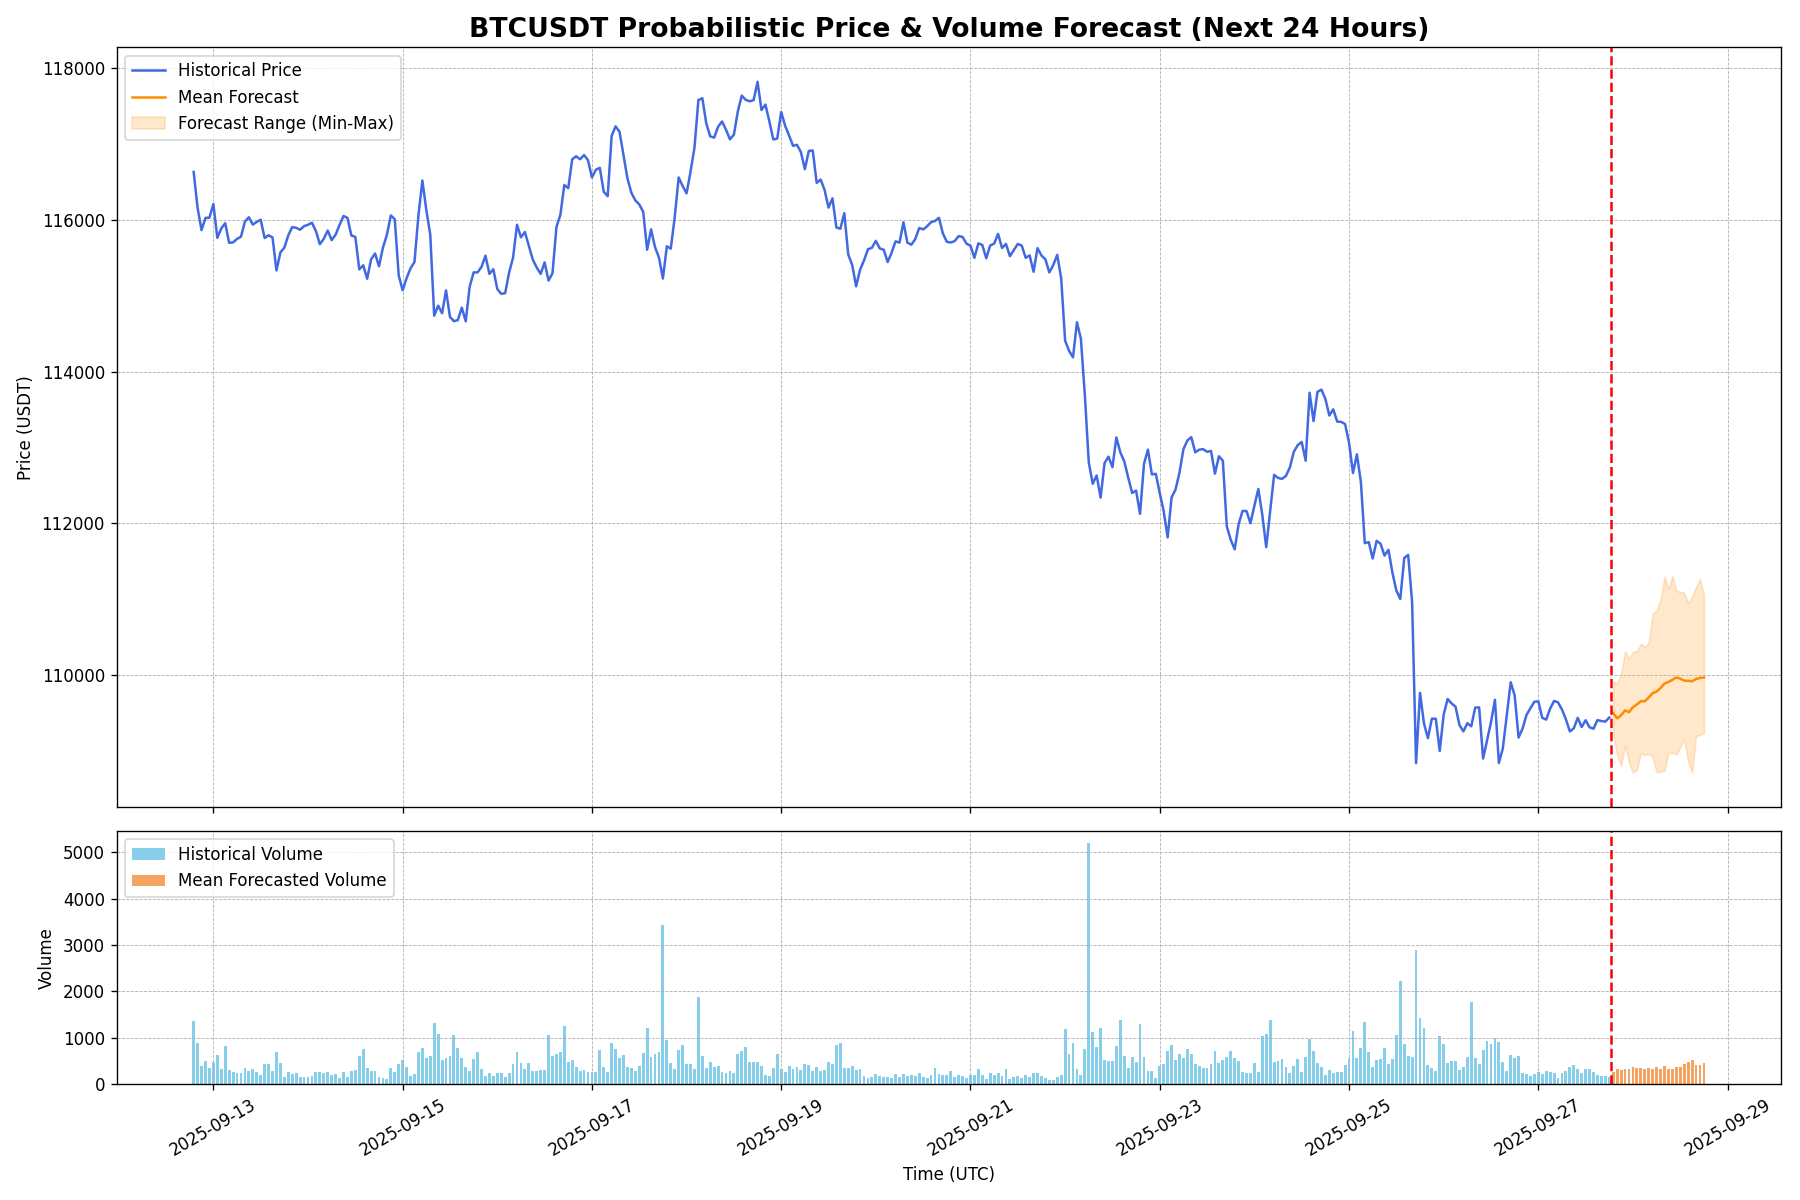 BTCUSDT Probabilistic Price & Volume Forecast (Next 24 Hours)
Historical Price
Mean Forecast
Forecast Range (Min-Max)
118000
116000
114000
112000
110000
Price (USDT)
Historical Volume
Mean Forecasted Volume
5000
4000
3000
2000
1000
0
Volume
2025-09-13
2025-09-15
2025-09-17
2025-09-19
2025-09-21
2025-09-23
2025-09-25
2025-09-27
2025-09-29
Time (UTC)